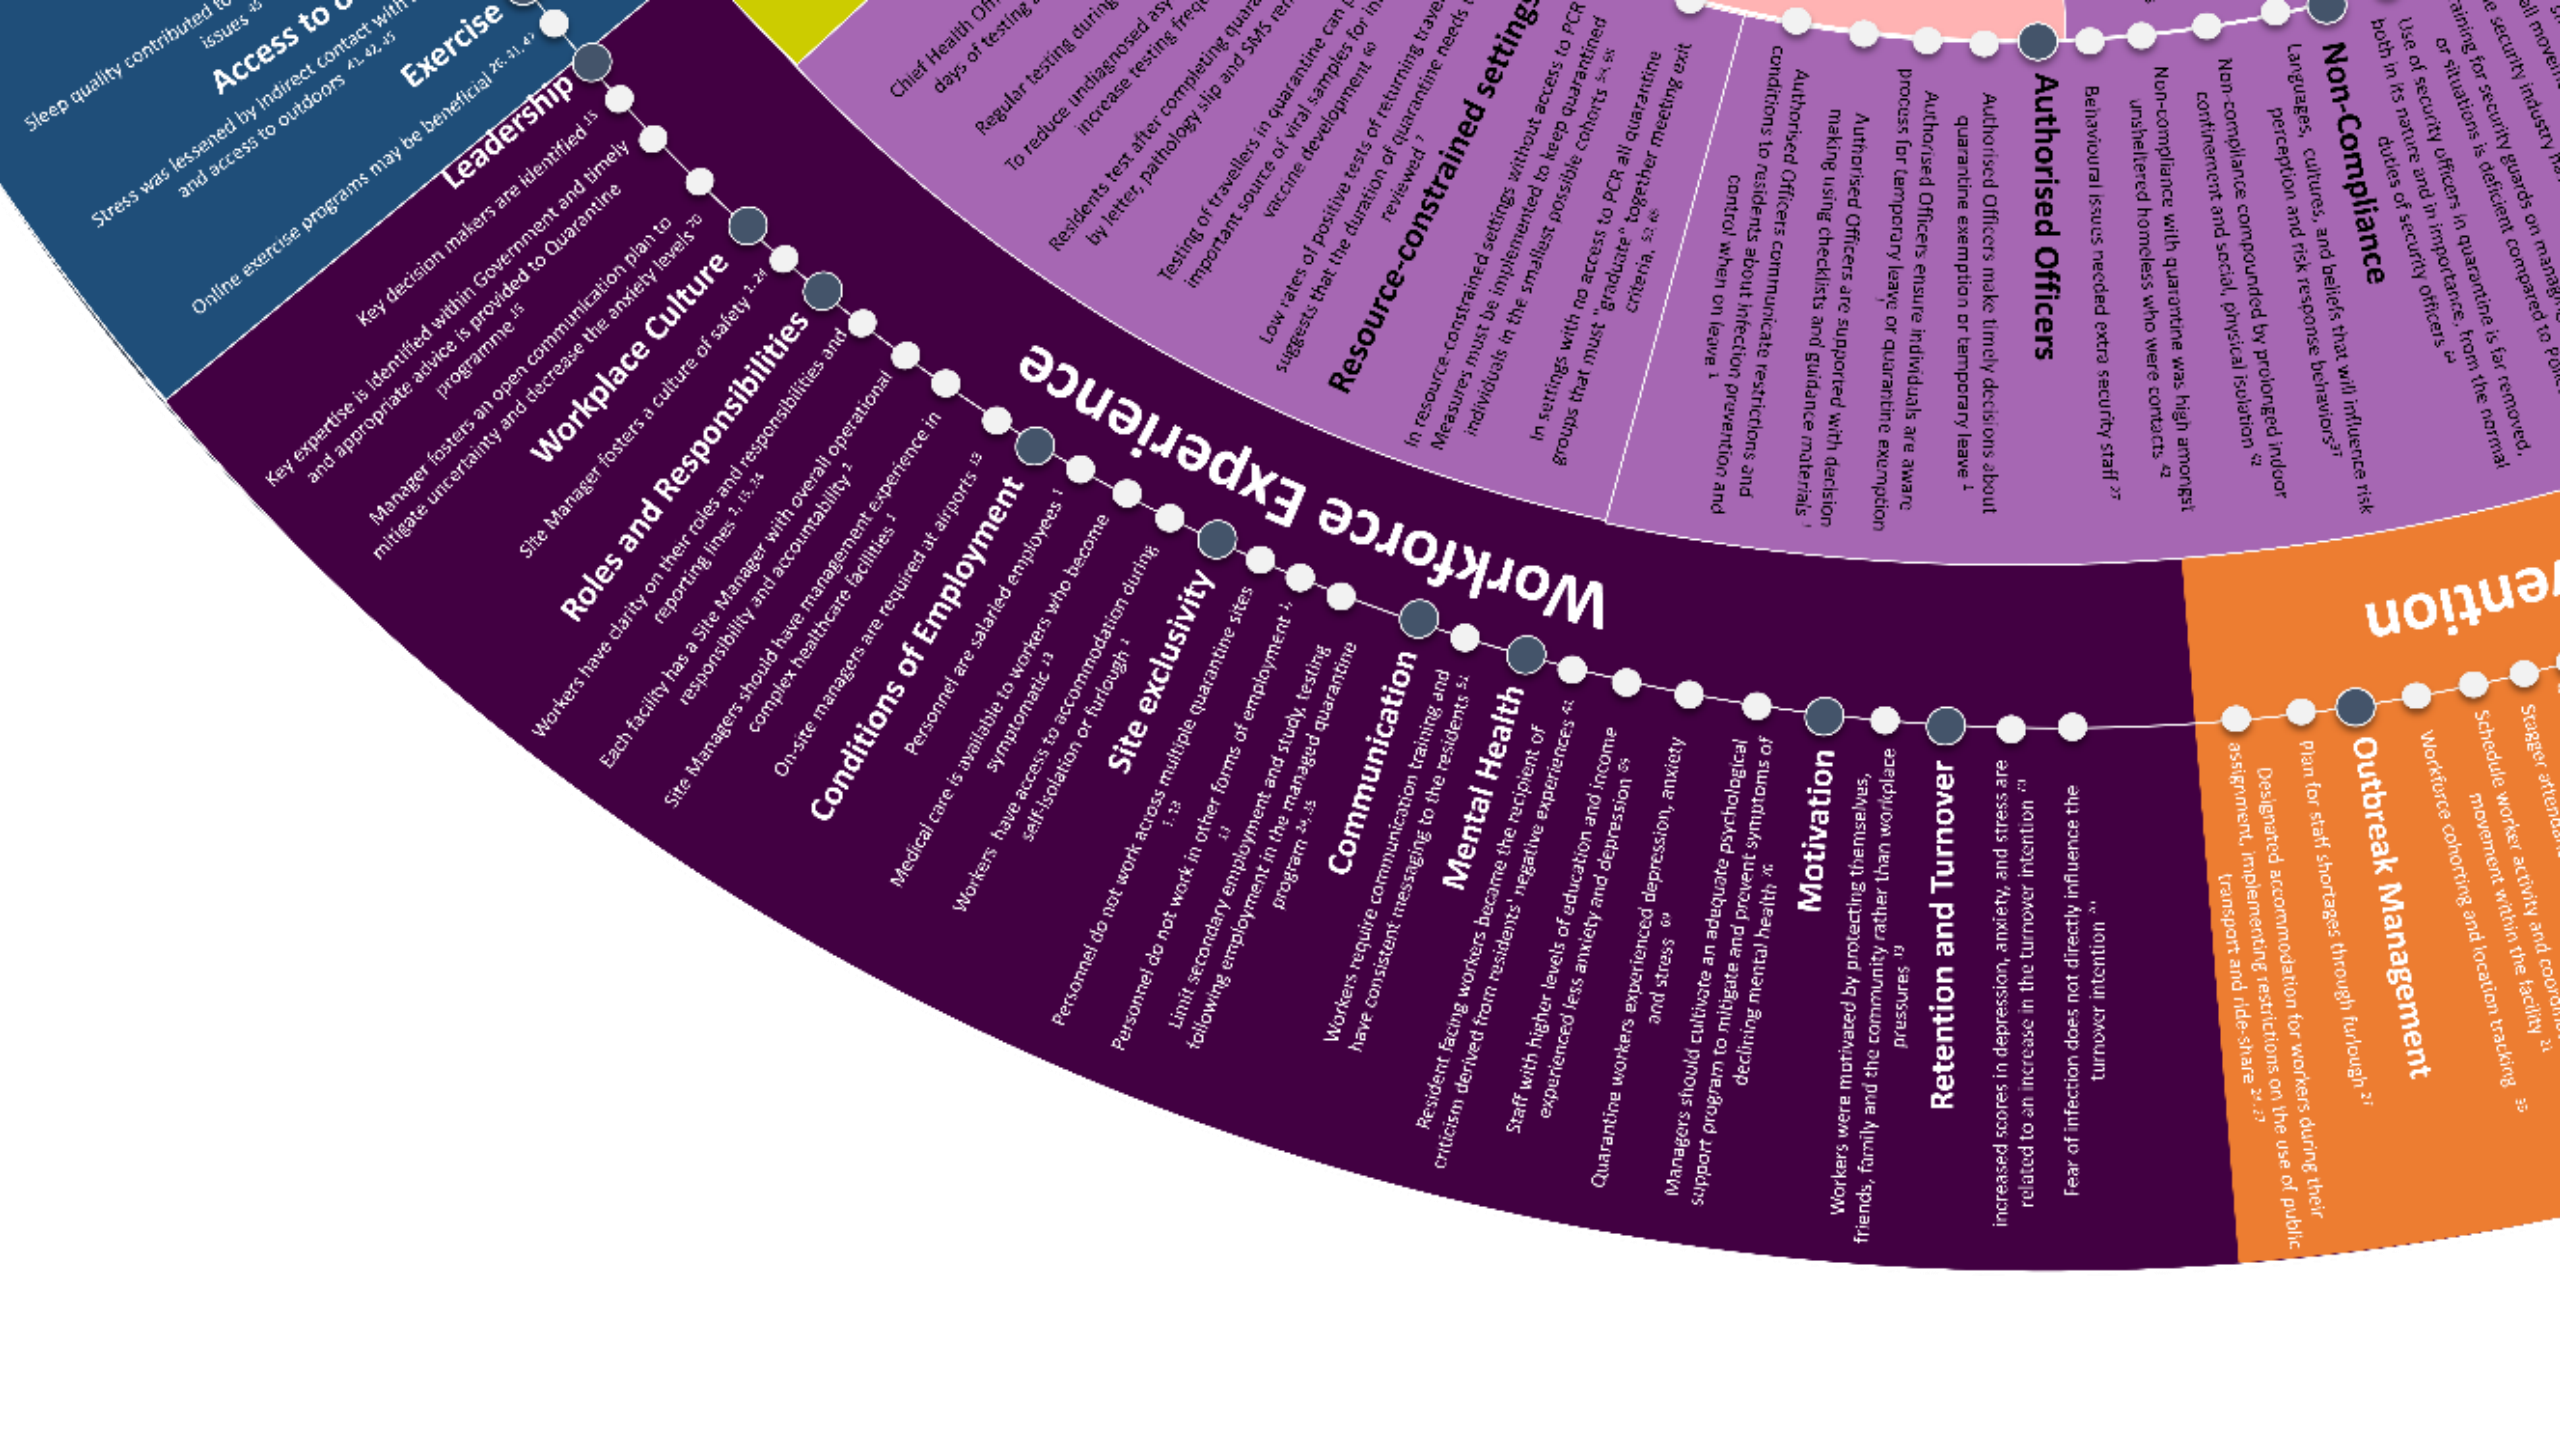 Sleep quality contributed to
issues 45
Access to o
Stress was lessened by indirect contact with
and access to outdoors 41, 42, 45
Exercise
Online exercise programs may be beneficial 26, 41, 47
Leadership
Key decision makers are identified 15
Key expertise is identified within Government and timely
and appropriate advice is provided to Quarantine
programme 15
Manager fosters an open communication plan to
mitigate uncertainty and decrease the anxiety levels 70
Workplace Culture
Site Manager fosters a culture of safety 1, 24
Roles and Responsibilities
Workers have clarity on their roles and responsibilities and
reporting lines
Each facility has a Site Manager with overall operational
responsibility and accountability
Site Managers should have management experience in
complex healthcare facilities 1
On-site managers are required at airports 13
Conditions of Employment
Personnel are salaried employees 1
Medical care is available to workers who become
symptomatic 13
Workers have access to accommodation during
self-isolation or furlough 1
Site exclusivity
Personnel do not work across multiple quarantine sites
1, 13
Personnel do not work in other forms of employment 1,
13
Limit secondary employment and study, testing
following employment in the managed quarantine
program
Communication
Workers require communication training and
have consistent messaging to the residents
Mental Health
Resident facing workers became the recipient of
criticism derived from residents' negative experiences
Staff with higher levels of education and income
experienced less anxiety and depression 69
Quarantine workers experienced depression, anxiety
and stress 69
Managers should cultivate an adequate psychological
support program to mitigate and prevent symptoms of
declining mental health
Motivation
Workers were motivated by protecting themselves,
friends, family and the community rather than workplace
pressures
Retention and Turnover
Increased scores in depression, anxiety, and stress are
related to an increase in the turnover intention
Fear of infection does not directly influence the
turnover intention
Workforce Experience
Chief Health Off
days of testing
Regular testing during
To reduce undiagnosed asy
increase testing freq
Residents test after completing quara
by letter, pathology slip and SMS re
Testing of travellers in quarantine can
important source of viral samples for
vaccine development 60
Low rates of positive tests of returning trave
suggests that the duration of quarantine needs
reviewed 7
Resource-constrained settings
In resource-constrained settings without access to PCR
Measures must be implemented to keep quarantined
individuals in the smallest possible cohorts
In settings with no access to PCR all quarantine
groups that must "graduate" together meeting exit
criteria,
Authorised Officers communicate restrictions and
conditions to residents about infection prevention and
control when on leave 1
Authorised Officers are supported with decision
making using checklists and guidance materials
Authorised Officers ensure individuals are aware
process for temporary leave or quarantine exemption
Authorised Officers make timely decisions about
quarantine exemption or temporary leave 1
Authorised Officers
Behavioural issues needed extra security staff 27
Non-compliance with quarantine was high amongst
unsheltered homeless who were contacts 42
Non-compliance compounded by prolonged indoor
confinement and social, physical isolation 42
Languages, cultures, and beliefs that will influence risk
perception and risk response behaviors37
Non-Compliance
Use of security officers in quarantine is far removed,
both in its nature and in importance, from the normal
duties of security officers
training for security guards on manag
or situations is deficient compared to Police
security industry
vention
assignment, implementing restrictions on the use of public
Designated accommodation for workers during their
transport and ride-share
Plan for staff shortages through furlough 27
Outbreak Management
Workforce cohorting and location tracking
Schedule worker activity and coord
movement within the facility
Stagger